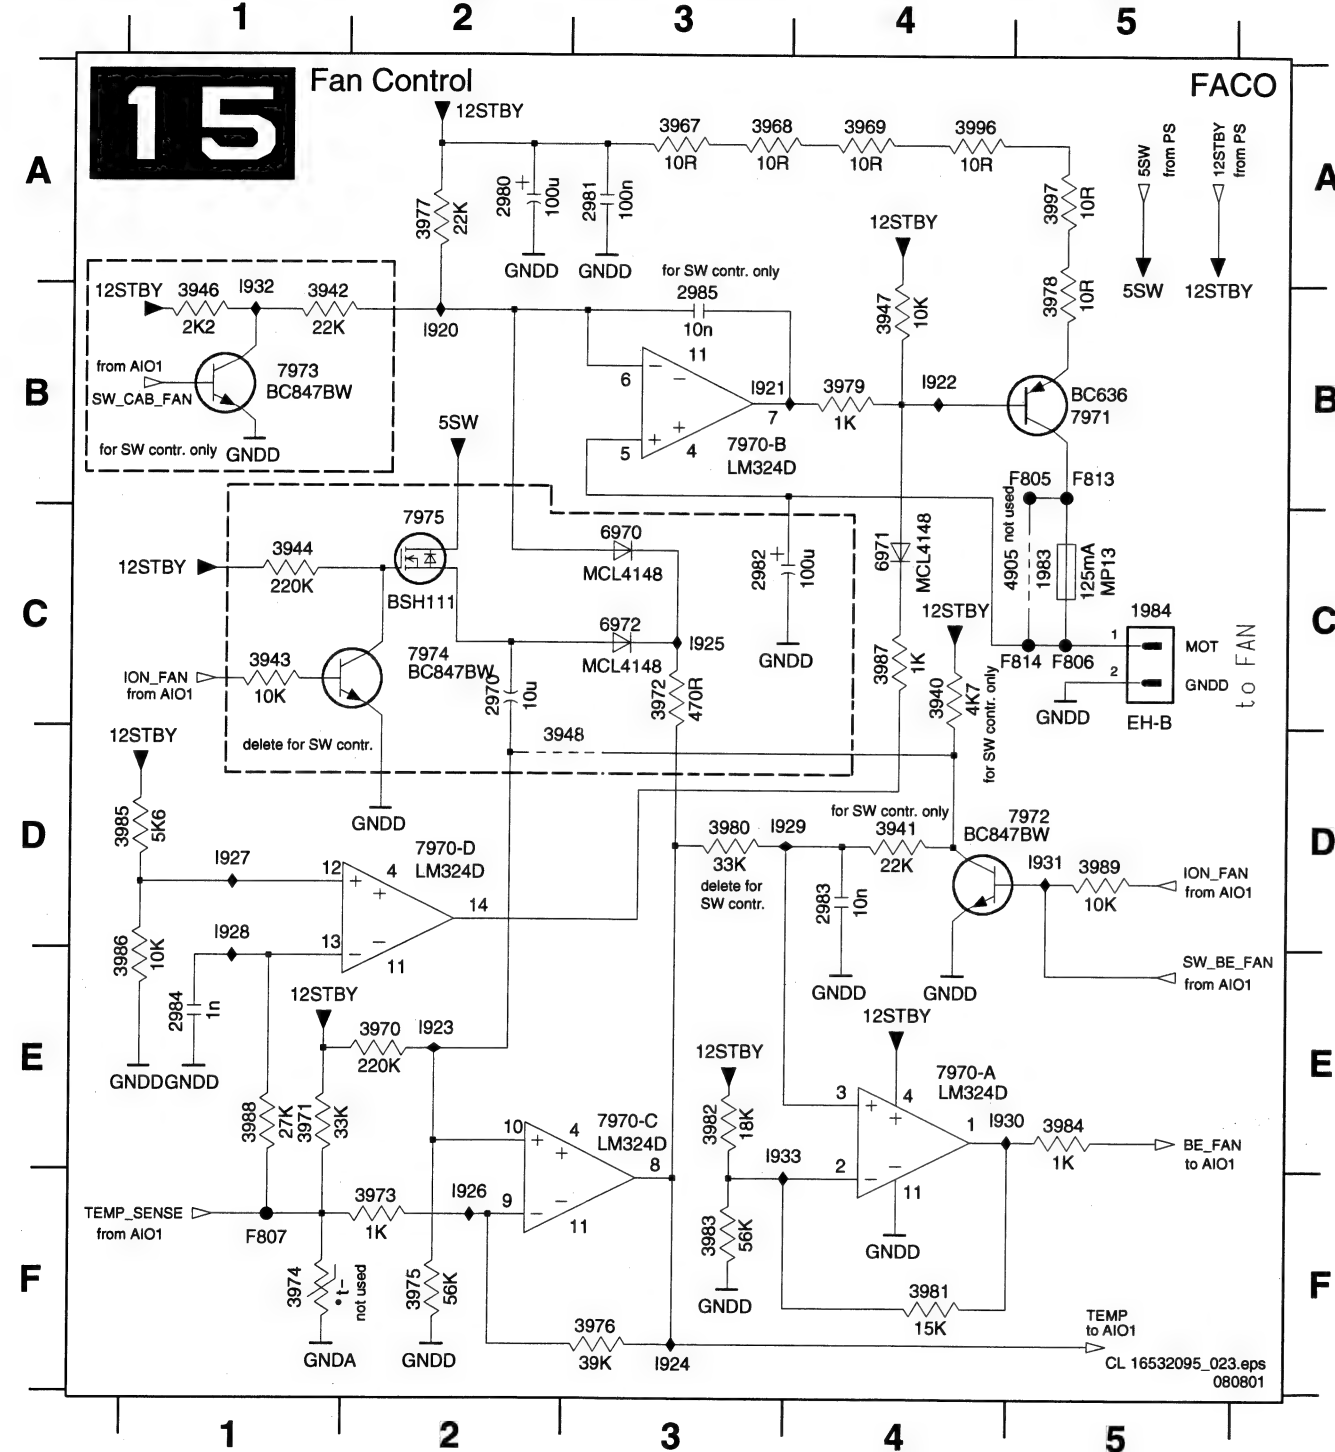 1 2 3 4 5
15 Fan Control FACO
A A
12STBY
3967 3968 3969 3996
10R 10R 10R 10R
5SW from PS
12STBY from PS
3977 22K
2980 + 100u
2981 100n
3997 10R
12STBY
GNDD GNDD
for SW contr. only
5SW 12STBY
12STBY 3946 I932 3942
2K2 22K
I920
2985
10n
3947 10K
3978 10R
B B
from AIO1
SW_CAB_FAN
7973
BC847BW
for SW contr. only GNDD
11
6 −
−
5 +
+
4
I921
7
3979
1K
I922
BC636
7971
7970-B
LM324D
5SW
F805 F813
7975
BSH111
12STBY 3944
220K
6970
MCL4148
2982 + 100u
6971 MCL4148
4905 not used
1983 125mA MP13
C C
12STBY
1984
1 MOT
2 GNDD
EH-B
to FAN
F814 F806
GNDD
ION_FAN
from AIO1
3943
10K
7974
BC847BW
6972
MCL4148
I925
GNDD
2970 10u
3972 470R
3987 1K
3940 4K7
for SW contr. only
delete for SW contr.
3948
12STBY
GNDD
3985 5K6
D D
7970-D
LM324D
I927
12 + 4
+
14
I928
13 − −
11
3980 I929
33K
delete for
SW contr.
for SW contr. only
3941
22K
7972
BC847BW
I931 3989
10K
ION_FAN
from AIO1
2983 10n
GNDD GNDD
SW_BE_FAN
from AIO1
3986 10K
2984 1n
12STBY
3970 I923
220K
E E
GNDD GNDD
12STBY
12STBY
7970-A
LM324D
3 + 4
+
1 I930 3984
1K
BE_FAN
to AIO1
2 − −
11
GNDD
3988 27K
3971 33K
10 + 4
+
7970-C
LM324D
8
9 − −
11
3982 18K
I933
3983 56K
GNDD
TEMP_SENSE
from AIO1
F807
3973
1K
I926
F F
3974 * t− not used
3975 56K
GNDA GNDD
3976
39K
I924
3981
15K
TEMP
to AIO1
CL 16532095_023.eps
080801
1 2 3 4 5